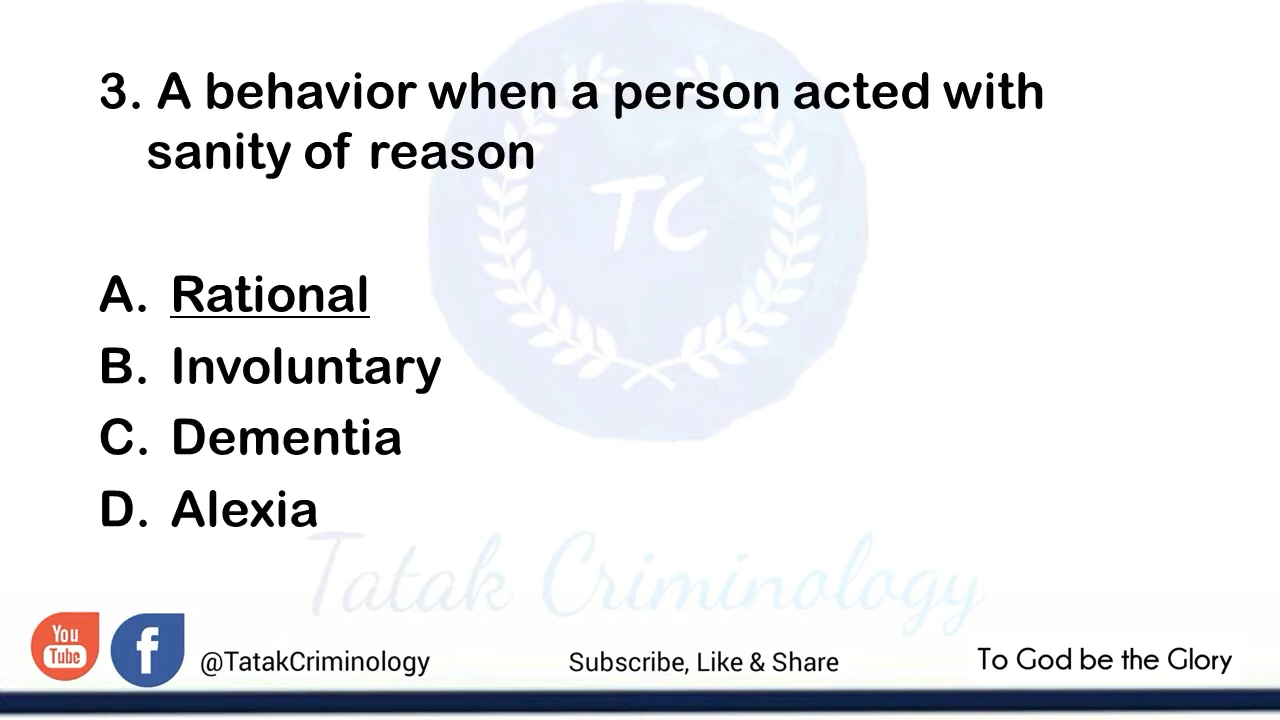 3. A behavior when a person acted with
sanity of reason
TC
A. Rational
B. Involuntary
C. Dementia
D. Alexia
Tatak Criminology
You
Tube
f
@TatakCriminology
Subscribe, Like & Share
To God be the Glory